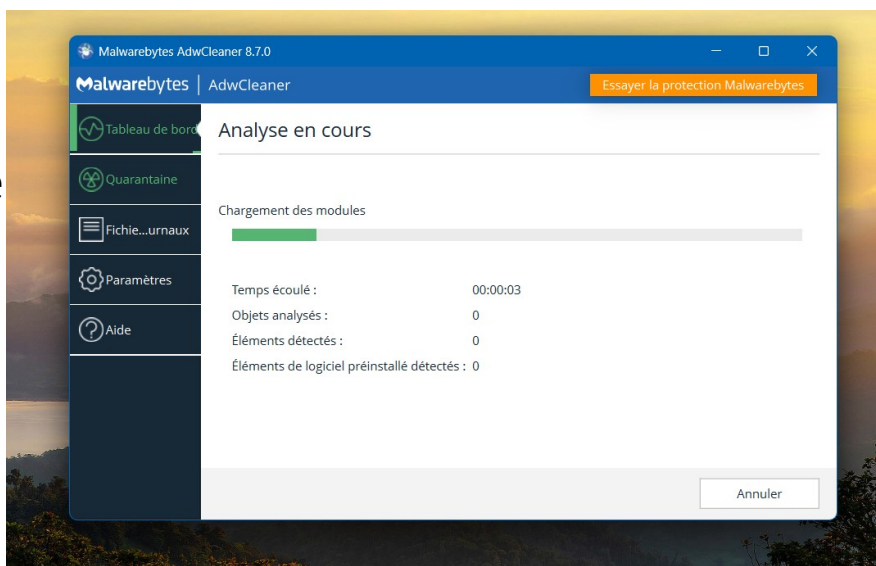 Malwarebytes AdwCleaner 8.7.0
Malwarebytes | AdwCleaner
Essayer la protection Malwarebytes
Tableau de bord
Analyse en cours
Quarantaine
Chargement des modules
Fichie...urnaux
Paramètres
Temps écoulé : 00:00:03
Objets analysés : 0
Aide
Éléments détectés : 0
Éléments de logiciel préinstallé détectés : 0
Annuler